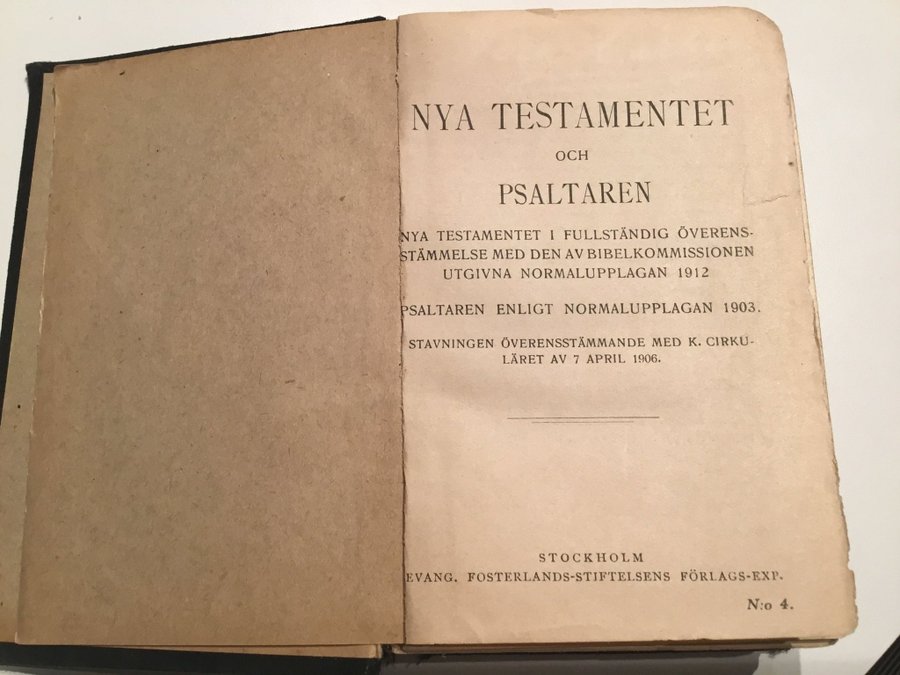 NYA TESTAMENTET
OCH
PSALTAREN
NYA TESTAMENTET I FULLSTÄNDIG ÖVERENS-
STÄMMELSE MED DEN AV BIBELKOMMISSIONEN
UTGIVNA NORMALUPPLAGAN 1912
PSALTAREN ENLIGT NORMALUPPLAGAN 1903.
STAVNINGEN ÖVERENSSTÄMMANDE MED K. CIRKU-
LÄRET AV 7 APRIL 1906.
STOCKHOLM
EVANG. FOSTERLANDS-STIFTELSENS FÖRLAGS-EXP.
N:o 4.